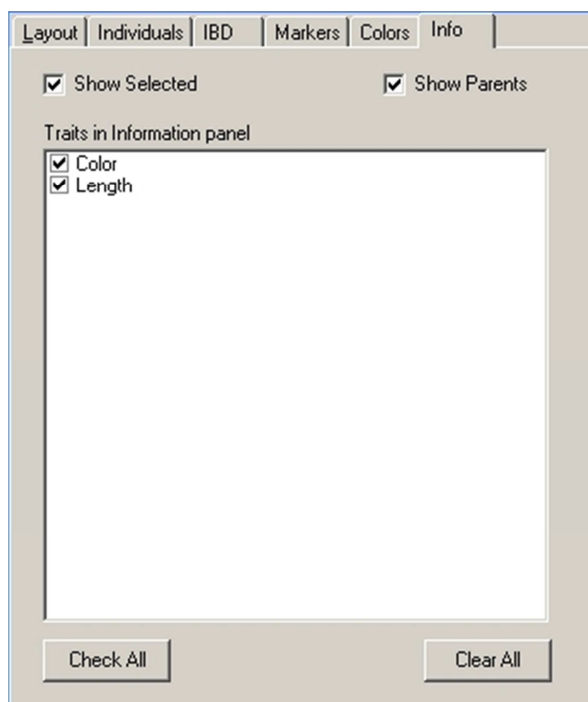 Layout Individuals IBD Markers Colors Info
Show Selected Show Parents
Traits in Information panel
Color
Length
Check All Clear All